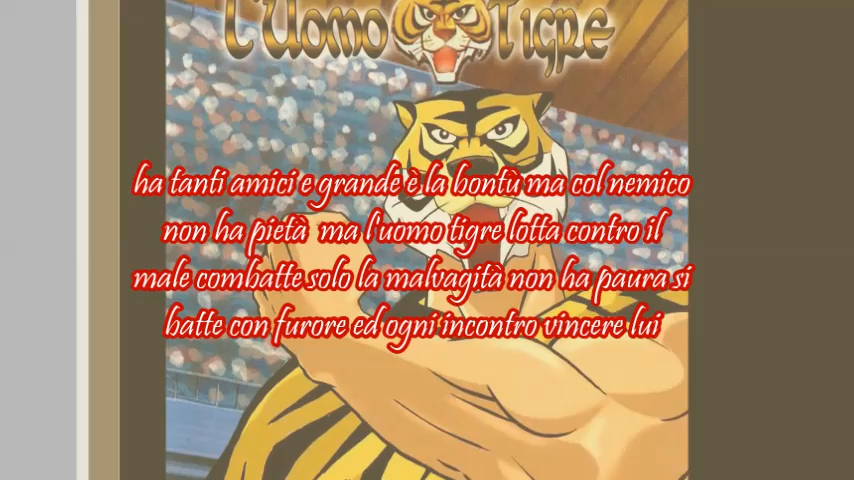 l'Uomo Tigre
ha tanti amici e grande è la bontù ma col nemico
non ha pietà ma l'uomo tigre lotta contro il
male combatte solo la malvagità non ha paura si
batte con furore ed ogni incontro vincere lui